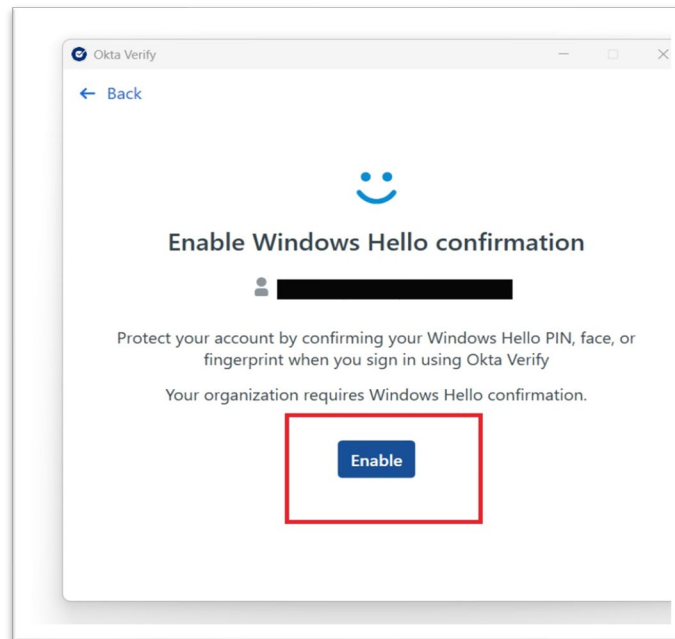 Okta Verify
Back
Enable Windows Hello confirmation
Protect your account by confirming your Windows Hello PIN, face, or
fingerprint when you sign in using Okta Verify
Your organization requires Windows Hello confirmation.
Enable